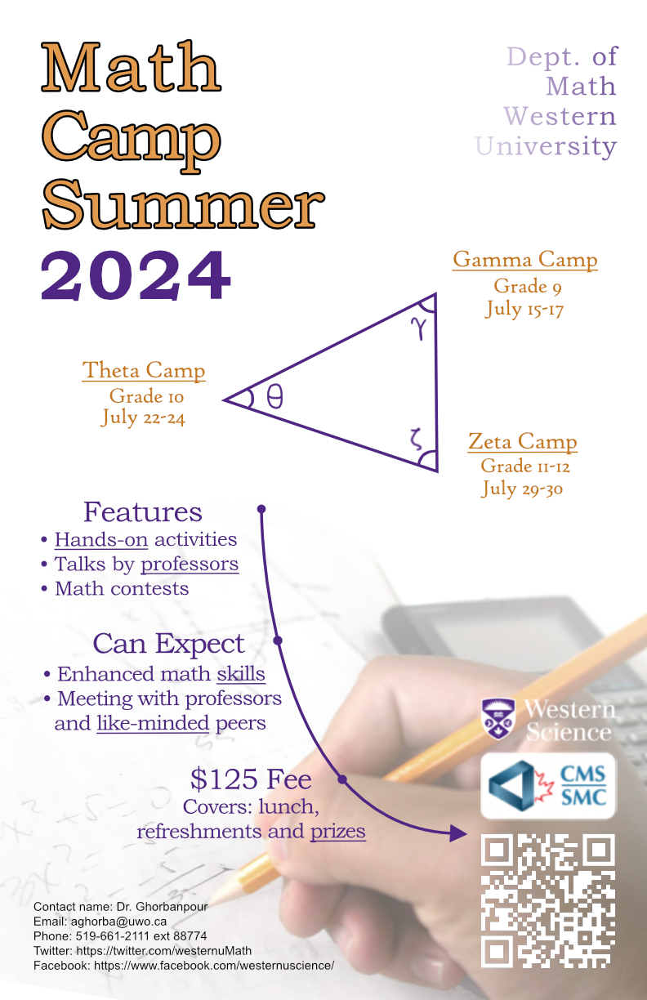 Math
Camp
Summer
2024
Dept. of
Math
Western
University
Gamma Camp
Grade 9
July 15-17
γ
Theta Camp
Grade 10
July 22-24
θ
ζ
Zeta Camp
Grade 11-12
July 29-30
Features
• Hands-on activities
• Talks by professors
• Math contests
Can Expect
• Enhanced math skills
• Meeting with professors
and like-minded peers
$125 Fee
Covers: lunch,
refreshments and prizes
Western
Science
CMS
SMC
Contact name: Dr. Ghorbanpour
Email: aghorba@uwo.ca
Phone: 519-661-2111 ext 88774
Twitter: https://twitter.com/westernuMath
Facebook: https://www.facebook.com/westernuscience/